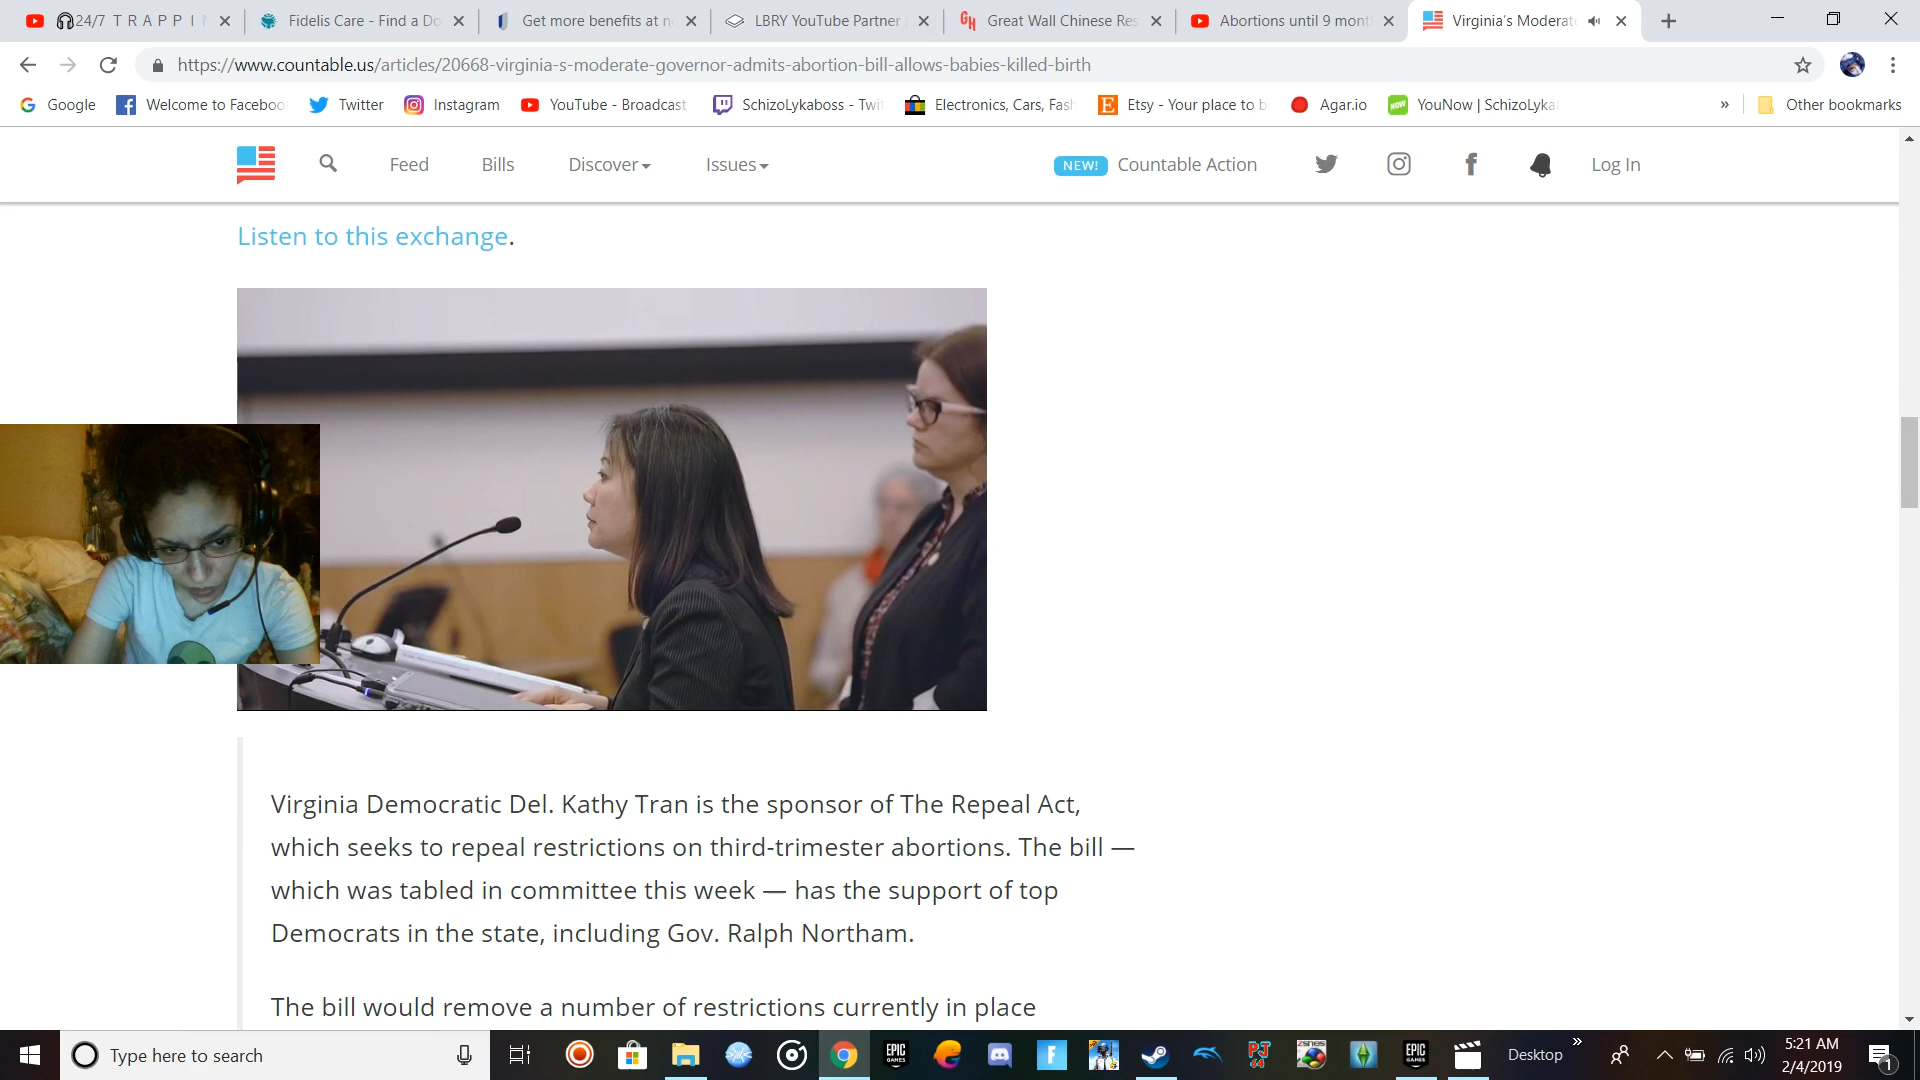 24/7 T R A P P I
Fidelis Care - Find a Do
Get more benefits at n
LBRY YouTube Partner
Great Wall Chinese Res
Abortions until 9 mont
Virginia's Moderat
https://www.countable.us/articles/20668-virginia-s-moderate-governor-admits-abortion-bill-allows-babies-killed-birth
Google
Welcome to Faceboo
Twitter
Instagram
YouTube - Broadcast
SchizoLykaboss - Twi
Electronics, Cars, Fash
Etsy - Your place to b
Agar.io
YouNow | SchizoLyka
»
Other bookmarks
Feed
Bills
Discover
Issues
NEW!
Countable Action
Log In
Listen to this exchange.
Virginia Democratic Del. Kathy Tran is the sponsor of The Repeal Act,
which seeks to repeal restrictions on third-trimester abortions. The bill —
which was tabled in committee this week — has the support of top
Democrats in the state, including Gov. Ralph Northam.
The bill would remove a number of restrictions currently in place
Type here to search
Desktop
»
5:21 AM
2/4/2019
1